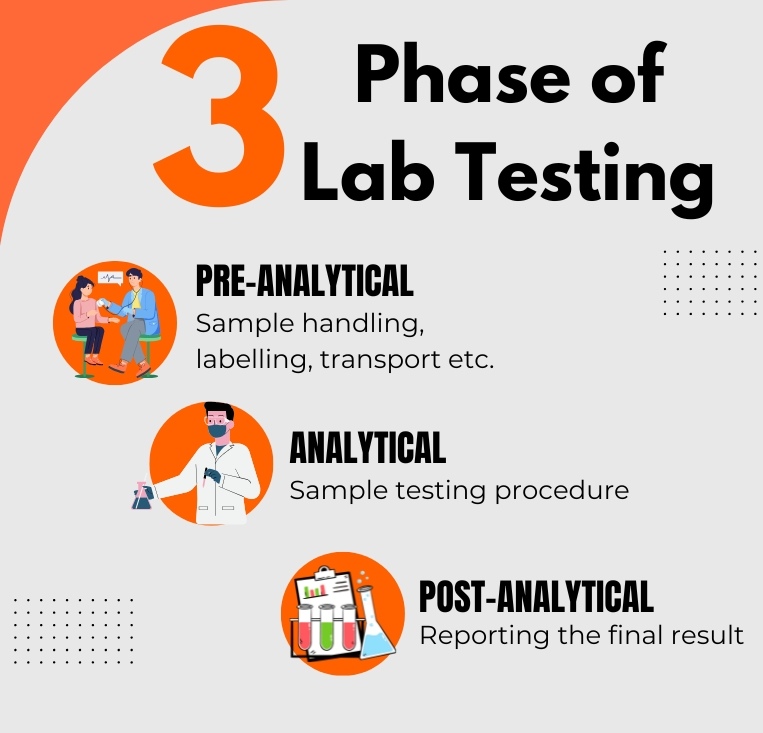 3
Phase of
Lab Testing
PRE-ANALYTICAL
Sample handling,
labelling, transport etc.
ANALYTICAL
Sample testing procedure
POST-ANALYTICAL
Reporting the final result